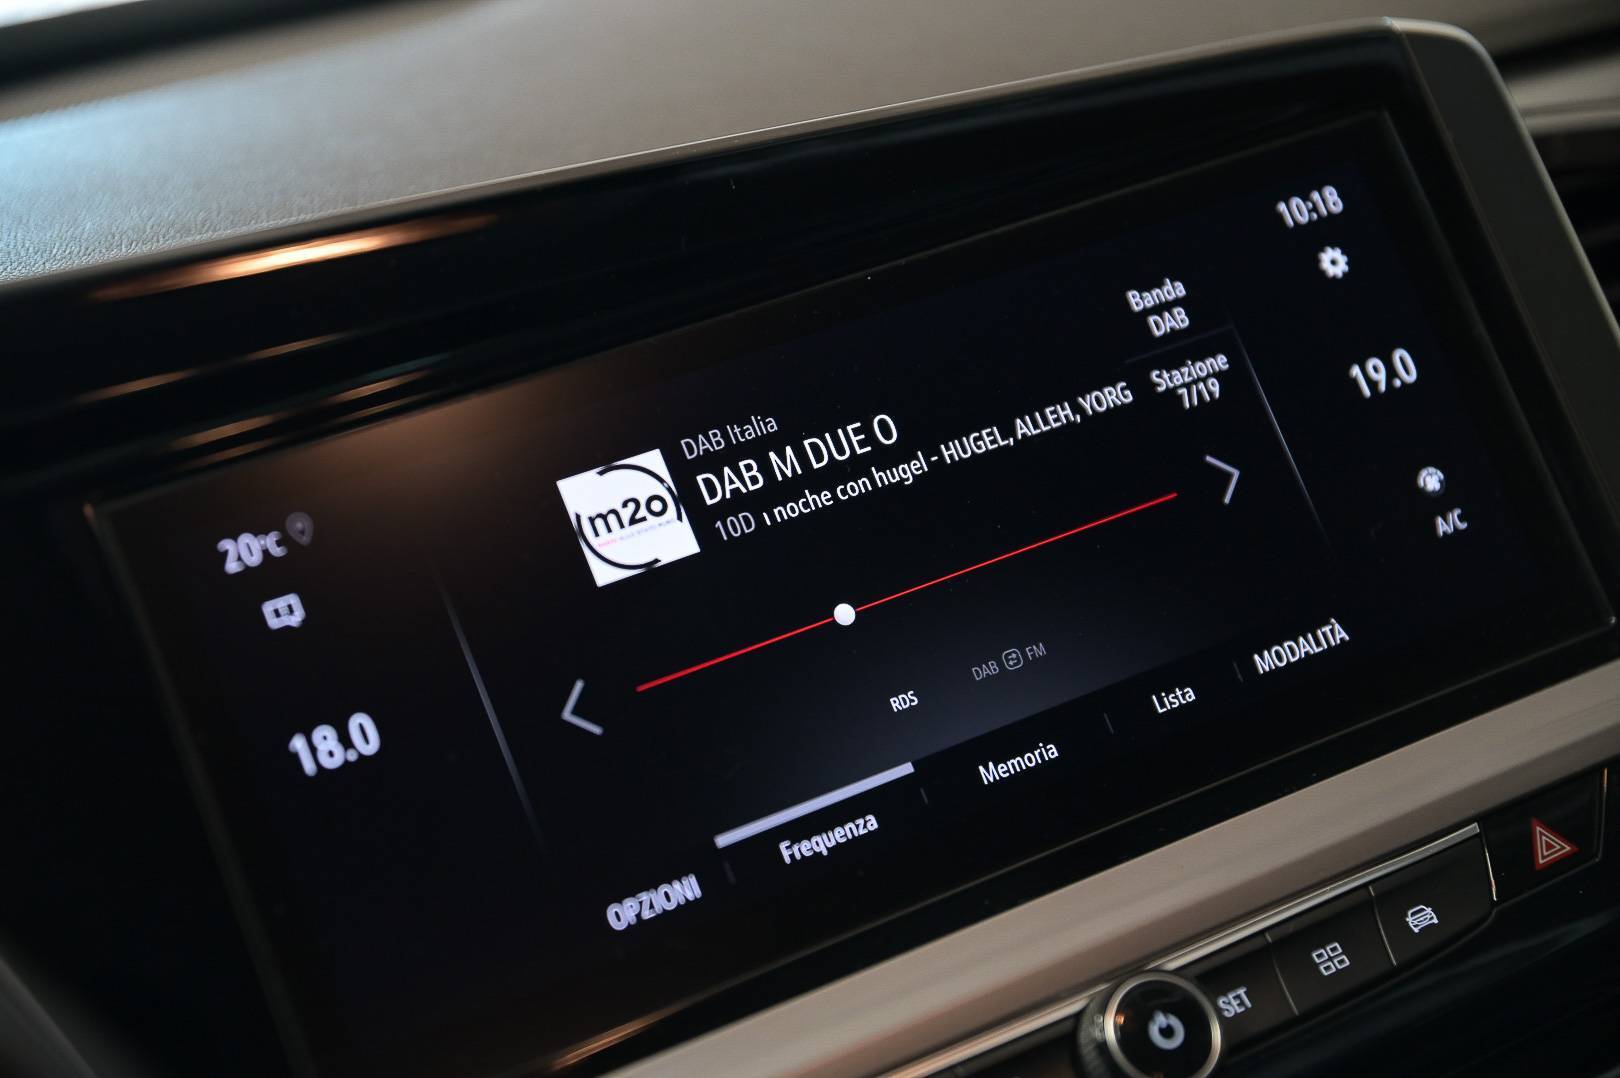 10:18
Banda
DAB
Stazione
7/19
19.0
A/C
20°C
18.0
DAB Italia
DAB M DUE O
10D noche con hugel - HUGEL, ALLEH, YORG
m2o
RDS
DAB FM
OPZIONI
Frequenza
Memoria
Lista
MODALITÀ
SET